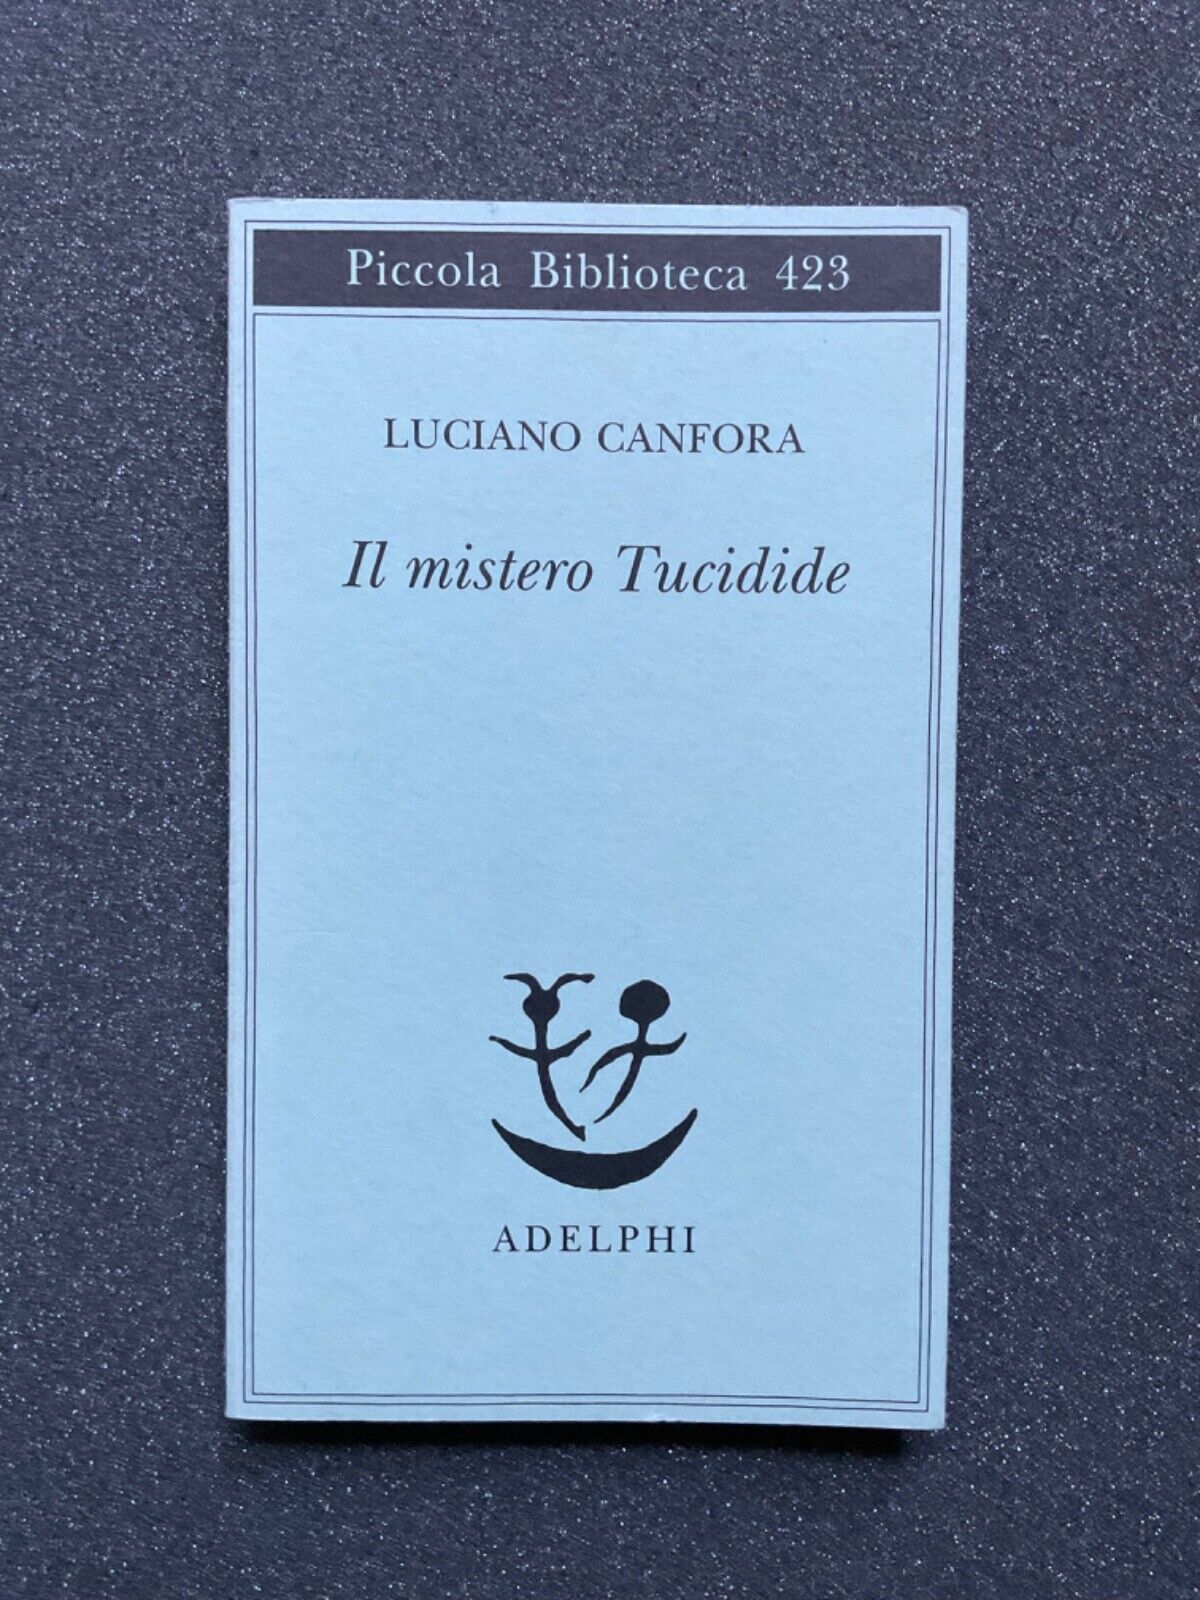 Piccola Biblioteca 423
LUCIANO CANFORA
Il mistero Tucidide
ADELPHI